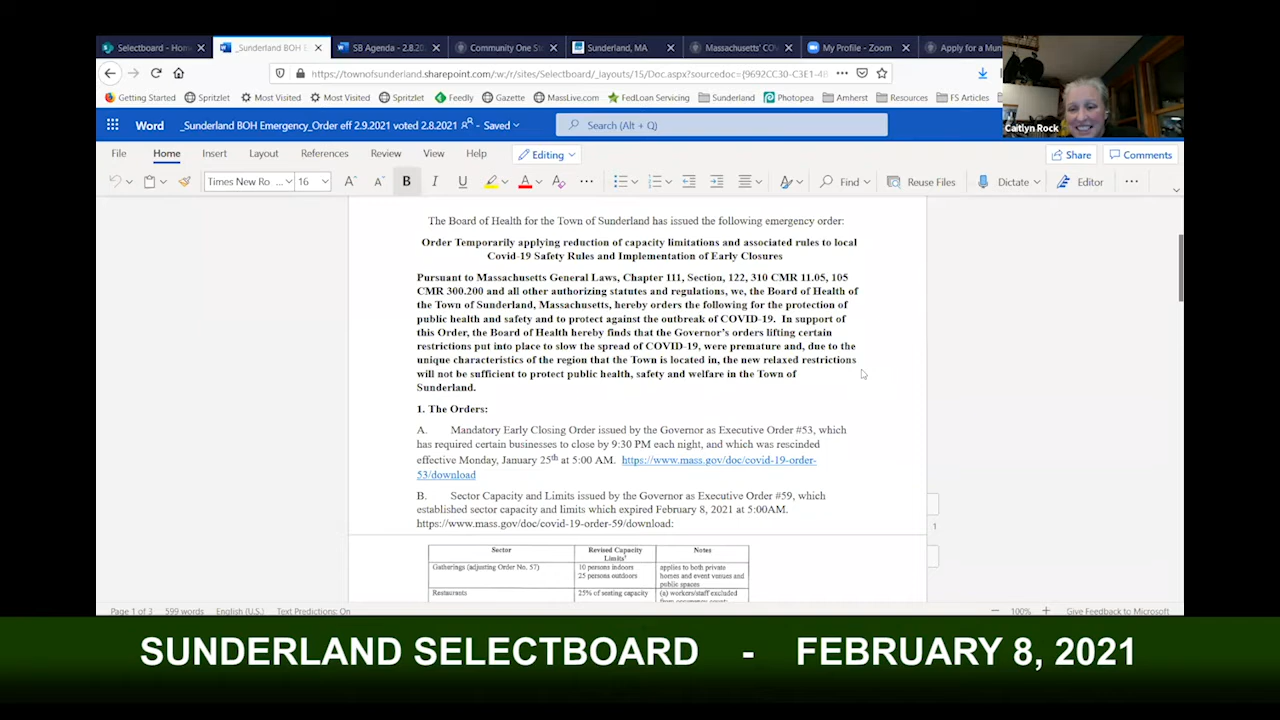 Selectboard - Home
_Sunderland BOH E
SB Agenda - 2.8.20
Community One St
Sunderland, MA
Massachusetts' CO
My Profile - Zoom
Apply for a Mun
https://townofsunderland.sharepoint.com/:w:/r/sites/Selectboard/_layouts/15/Doc.aspx?sourcedoc={9692CC30-C3E1-4B
Getting Started Spritzlet Most Visited Most Visited Spritzlet Feedly Gazette MassLive.com FedLoan Servicing Sunderland Photopea Amherst Resources FS Articles
Caitlyn Rock
Word _Sunderland BOH Emergency_Order eff 2.9.2021 voted 2.8.2021 - Saved Search (Alt + Q)
File Home Insert Layout References Review View Help Editing Share Comments
Times New Ro ... 16 A A B I U A A ... Find Reuse Files Dictate Editor ...
The Board of Health for the Town of Sunderland has issued the following emergency order:
Order Temporarily applying reduction of capacity limitations and associated rules to local
Covid-19 Safety Rules and Implementation of Early Closures
Pursuant to Massachusetts General Laws, Chapter 111, Section, 122, 310 CMR 11.05, 105
CMR 300.200 and all other authorizing statutes and regulations, we, the Board of Health of
the Town of Sunderland, Massachusetts, hereby orders the following for the protection of
public health and safety and to protect against the outbreak of COVID-19. In support of
this Order, the Board of Health hereby finds that the Governor's orders lifting certain
restrictions put into place to slow the spread of COVID-19, were premature and, due to the
unique characteristics of the region that the Town is located in, the new relaxed restrictions
will not be sufficient to protect public health, safety and welfare in the Town of
Sunderland.
1. The Orders:
A. Mandatory Early Closing Order issued by the Governor as Executive Order #53, which
has required certain businesses to close by 9:30 PM each night, and which was rescinded
effective Monday, January 25th at 5:00 AM. https://www.mass.gov/doc/covid-19-order-
53/download
B. Sector Capacity and Limits issued by the Governor as Executive Order #59, which
established sector capacity and limits which expired February 8, 2021 at 5:00AM.
https://www.mass.gov/doc/covid-19-order-59/download:
1
Sector Revised Capacity Limits¹ Notes
Gatherings (adjusting Order No. 57) 10 persons indoors applies to both private
25 persons outdoors homes and event venues and
public spaces
Restaurants 25% of seating capacity (a) workers/staff excluded
Page 1 of 3 599 words English (U.S.) Text Predictions: On 100% Give Feedback to Microsoft
SUNDERLAND SELECTBOARD - FEBRUARY 8, 2021